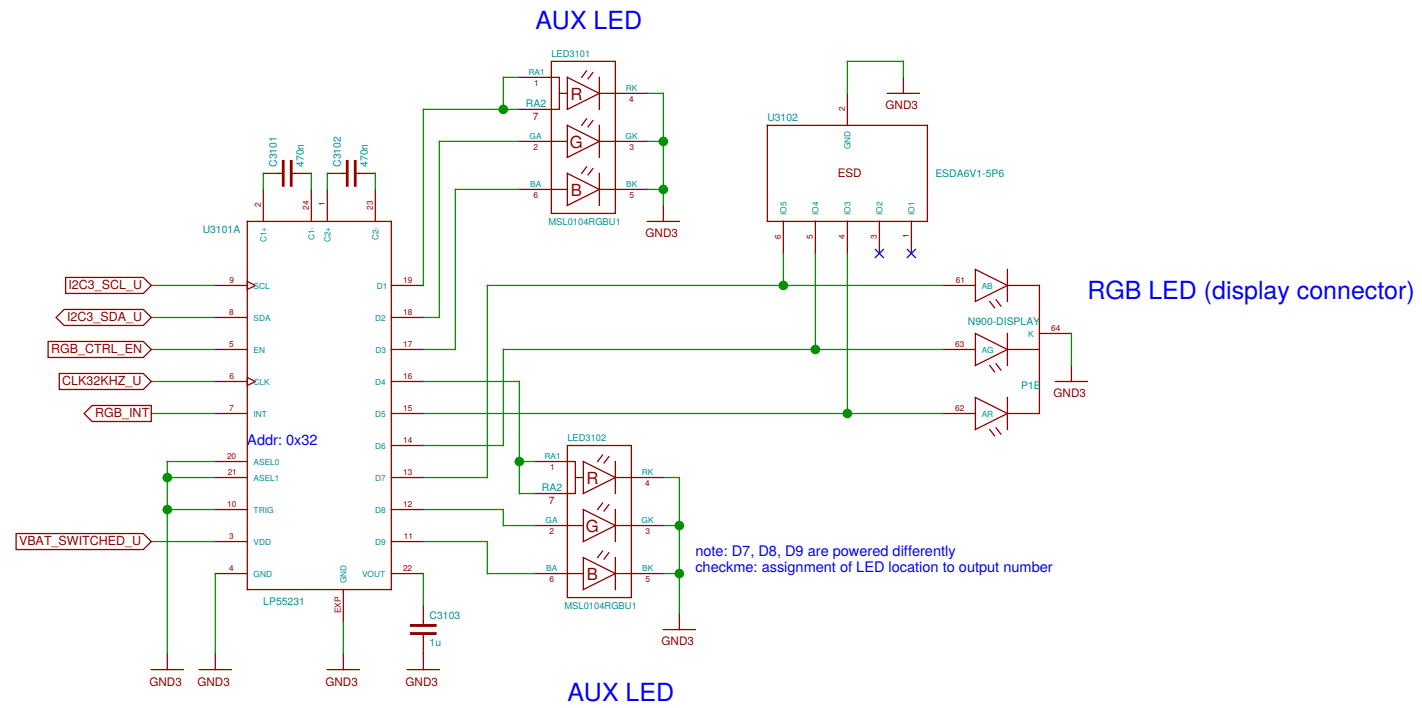 AUX LED
LED3101
RA1
1
RA2
7
R
RK
4
GA
2
G
GK
3
BA
6
B
BK
5
MSL0104RGBU1
GND3
GND3
U3102
2
GND
ESD
ESDA6V1-5P6
IO5
IO4
IO3
IO2
IO1
6
5
4
3
1
C3101
470n
C3102
470n
2
24
1
23
U3101A
C1+
C1-
C2+
C2-
I2C3_SCL_U
9
SCL
D1
19
I2C3_SDA_U
8
SDA
D2
18
RGB_CTRL_EN
5
EN
D3
17
CLK32KHZ_U
6
CLK
D4
16
RGB_INT
7
INT
D5
15
Addr: 0x32
D6
14
20
ASEL0
21
ASEL1
D7
13
10
TRIG
D8
12
VBAT_SWITCHED_U
3
VDD
D9
11
4
GND
GND
VOUT
22
EXP
LP55231
C3103
1u
GND3
GND3
GND3
GND3
61
AB
RGB LED (display connector)
N900-DISPLAY
K
64
63
AG
P1E
GND3
62
AR
LED3102
RA1
1
RA2
7
R
RK
4
GA
2
G
GK
3
BA
6
B
BK
5
MSL0104RGBU1
GND3
note: D7, D8, D9 are powered differently
checkme: assignment of LED location to output number
AUX LED